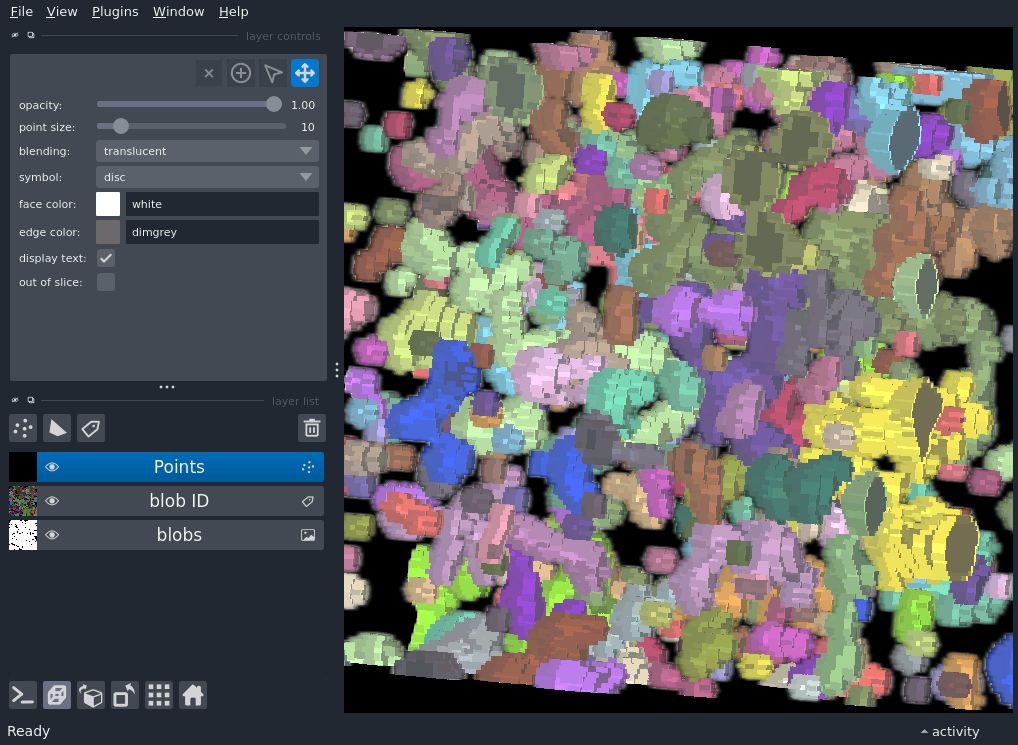 File View Plugins Window Help
layer controls
opacity: 1.00
point size: 10
blending: translucent
symbol: disc
face color: white
edge color: dimgrey
display text:
out of slice:
layer list
Points
blob ID
blobs
Ready activity